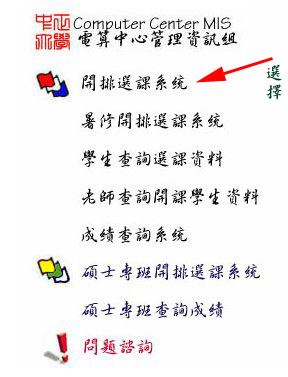 中正
大學
Computer Center MIS
電算中心管理資訊組
開排選課系統
選擇
暑修開排選課系統
學生查詢選課資料
老師查詢開課學生資料
成績查詢系統
碩士專班開排選課系統
碩士專班查詢成績
問題諮詢